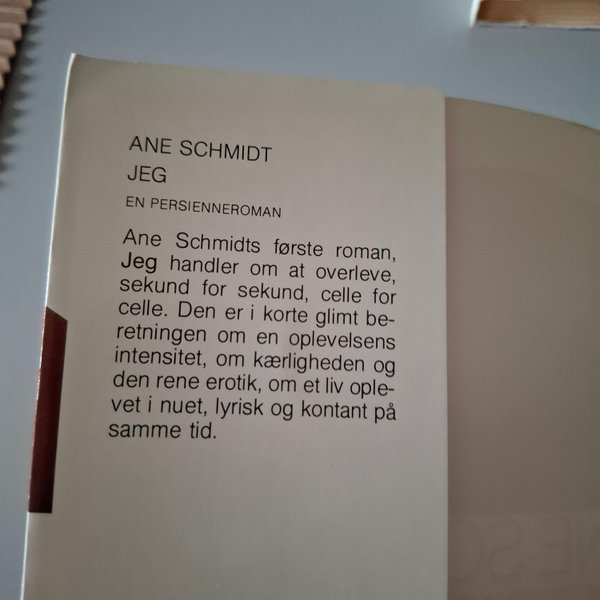 ANE SCHMIDT
JEG
EN PERSIENNEROMAN
Ane Schmidts første roman,
Jeg handler om at overleve,
sekund for sekund, celle for
celle. Den er i korte glimt be-
retningen om en oplevelsens
intensitet, om kærligheden og
den rene erotik, om et liv ople-
vet i nuet, lyrisk og kontant på
samme tid.